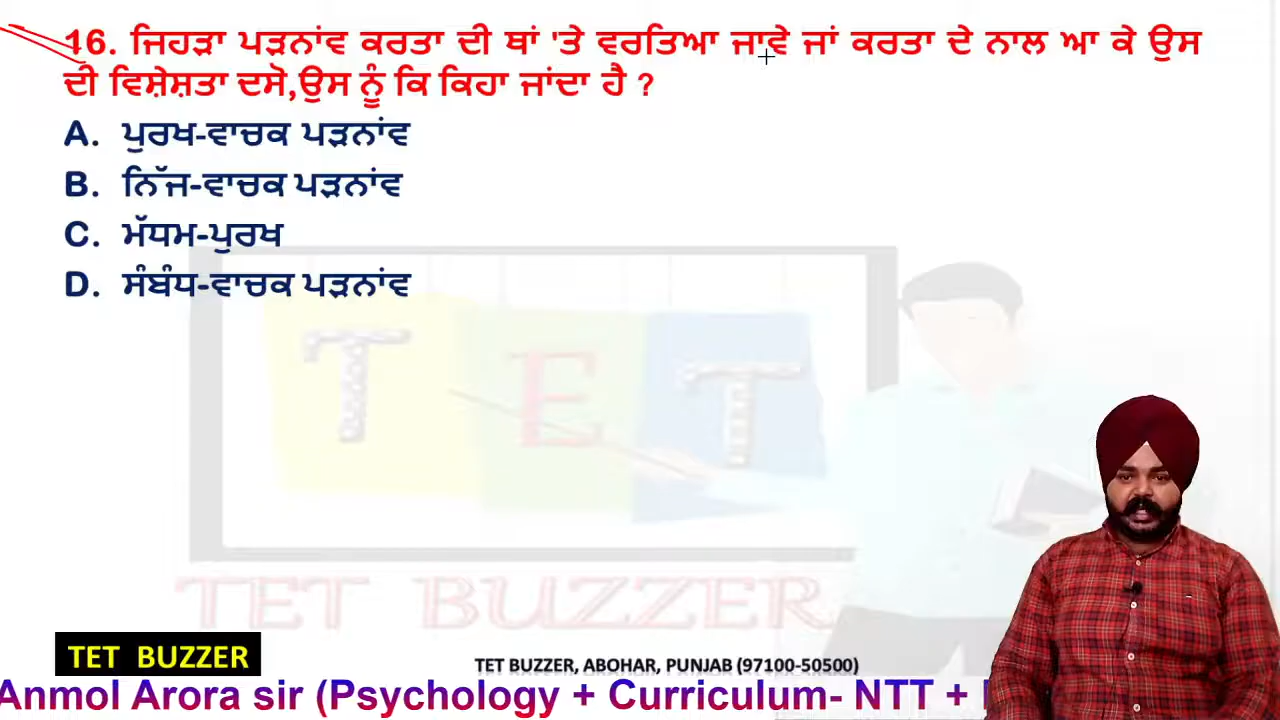 16. ਜਿਹੜਾ ਪੜਨਾਂਵ ਕਰਤਾ ਦੀ ਥਾਂ 'ਤੇ ਵਰਤਿਆ ਜਾਵੇ ਜਾਂ ਕਰਤਾ ਦੇ ਨਾਲ ਆ ਕੇ ਉਸ
ਦੀ ਵਿਸ਼ੇਸ਼ਤਾ ਦਸੇ,ਉਸ ਨੂੰ ਕਿ ਕਿਹਾ ਜਾਂਦਾ ਹੈ ?
A. ਪੁਰਖ-ਵਾਚਕ ਪੜਨਾਂਵ
B. ਨਿੱਜ-ਵਾਚਕ ਪੜਨਾਂਵ
C. ਮੱਧਮ-ਪੁਰਖ
D. ਸੰਬੰਧ-ਵਾਚਕ ਪੜਨਾਂਵ
T E T
TET BUZZER
TET BUZZER
TET BUZZER, ABOHAR, PUNJAB (97100-50500)
Anmol Arora sir (Psychology + Curriculum- NTT +